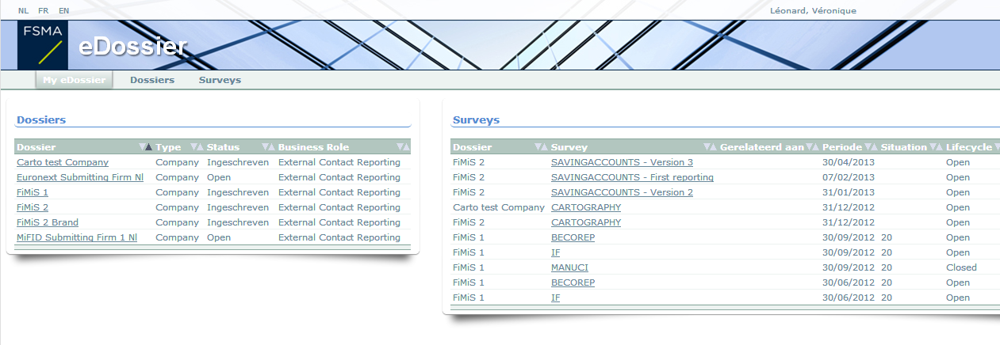 NL FR EN Léonard, Véronique
FSMA
eDossier
My eDossier Dossiers Surveys
Dossiers
Dossier Type Status Business Role
Carto test Company Company Ingeschreven External Contact Reporting
Euronext Submitting Firm Nl Company Open External Contact Reporting
FiMiS 1 Company Ingeschreven External Contact Reporting
FiMiS 2 Company Ingeschreven External Contact Reporting
FiMiS 2 Brand Company Ingeschreven External Contact Reporting
MiFID Submitting Firm 1 Nl Company Open External Contact Reporting
Surveys
Dossier Survey Gerelateerd aan Periode Situation Lifecycle
FiMiS 2 SAVINGACCOUNTS - Version 3 30/04/2013 Open
FiMiS 2 SAVINGACCOUNTS - First reporting 07/02/2013 Open
FiMiS 2 SAVINGACCOUNTS - Version 2 31/01/2013 Open
Carto test Company CARTOGRAPHY 31/12/2012 Open
FiMiS 2 CARTOGRAPHY 31/12/2012 Open
FiMiS 1 BECOREP 30/09/2012 20 Open
FiMiS 1 IF 30/09/2012 20 Open
FiMiS 1 MANUCI 30/09/2012 20 Closed
FiMiS 1 BECOREP 30/06/2012 20 Open
FiMiS 1 IF 30/06/2012 20 Open